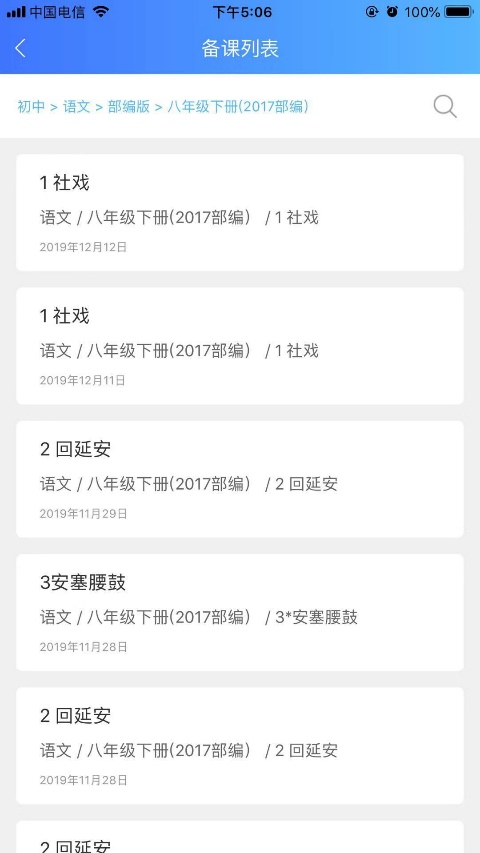 中国电信 下午5:06 100%
备课列表
初中 > 语文 > 部编版 > 八年级下册(2017部编)
1 社戏
语文 / 八年级下册(2017部编) / 1 社戏
2019年12月12日
1 社戏
语文 / 八年级下册(2017部编) / 1 社戏
2019年12月11日
2 回延安
语文 / 八年级下册(2017部编) / 2 回延安
2019年11月29日
3安塞腰鼓
语文 / 八年级下册(2017部编) / 3*安塞腰鼓
2019年11月28日
2 回延安
语文 / 八年级下册(2017部编) / 2 回延安
2019年11月28日
2 回延安